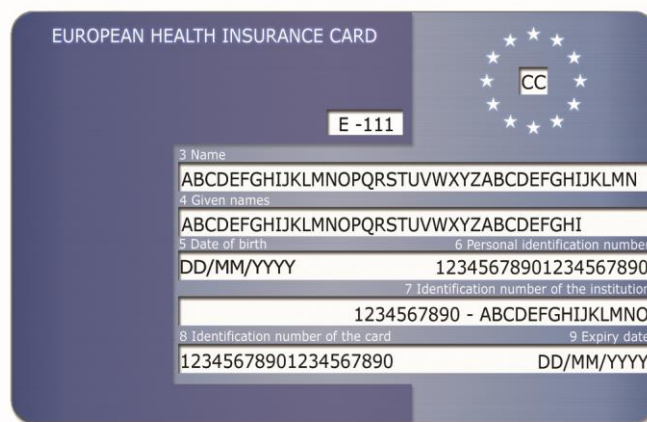 EUROPEAN HEALTH INSURANCE CARD
CC
E -111
3 Name
ABCDEFGHIJKLMNOPQRSTUVWXYZABCDEFGHIJKLMN
4 Given names
ABCDEFGHIJKLMNOPQRSTUVWXYZABCDEFGHI
5 Date of birth 6 Personal identification number
DD/MM/YYYY 12345678901234567890
7 Identification number of the institution
1234567890 - ABCDEFGHIJKLMNO
8 Identification number of the card 9 Expiry date
12345678901234567890 DD/MM/YYYY